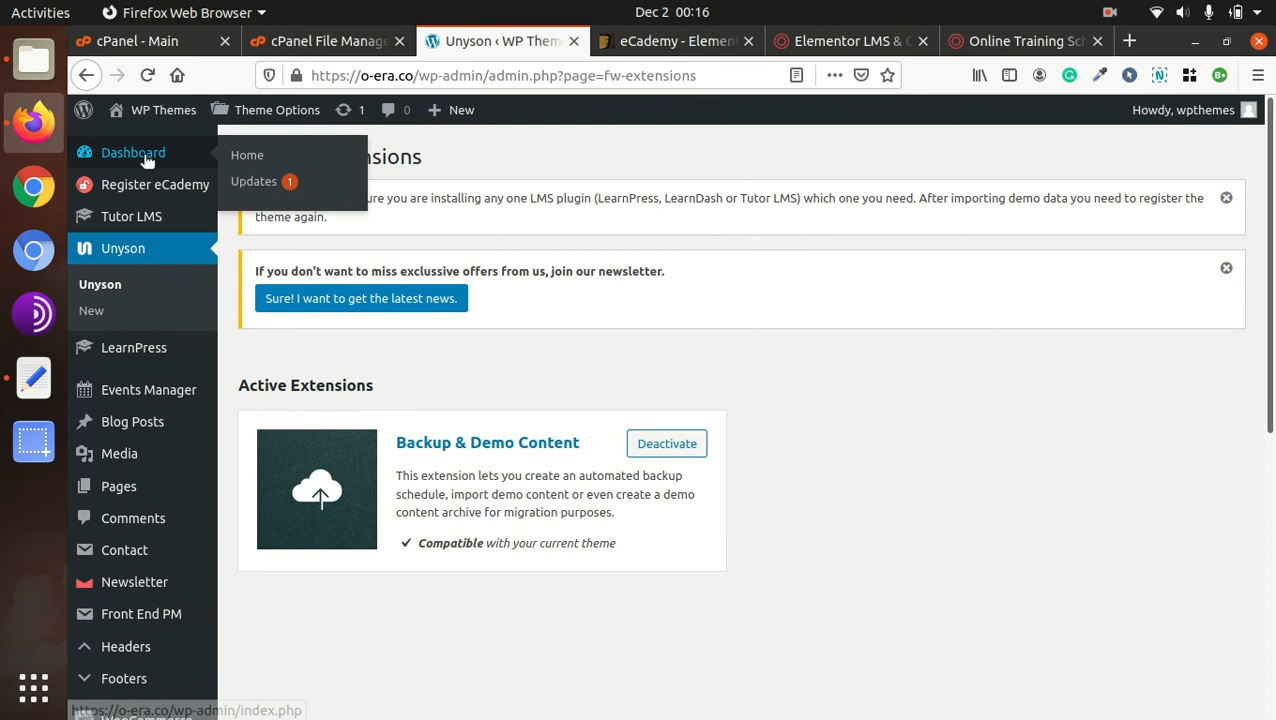 Activities
Firefox Web Browser
Dec 2 00:16
cPanel - Main
cPanel File Manage
Unyson ‹ WP Them
eCademy - Elemen
Elementor LMS & C
Online Training Sch
https://o-era.co/wp-admin/admin.php?page=fw-extensions
WP Themes
Theme Options
1
0
New
Howdy, wpthemes
Dashboard
Home
Updates 1
Register eCademy
Tutor LMS
Unyson
Unyson
New
LearnPress
Events Manager
Blog Posts
Media
Pages
Comments
Contact
Newsletter
Front End PM
Headers
Footers
WooCommerce
nsions
re you are installing any one LMS plugin (LearnPress, LearnDash or Tutor LMS) which one you need. After importing demo data you need to register the
theme again.
If you don't want to miss exclussive offers from us, join our newsletter.
Sure! I want to get the latest news.
Active Extensions
Backup & Demo Content
Deactivate
This extension lets you create an automated backup
schedule, import demo content or even create a demo
content archive for migration purposes.
Compatible with your current theme
https://o-era.co/wp-admin/index.php